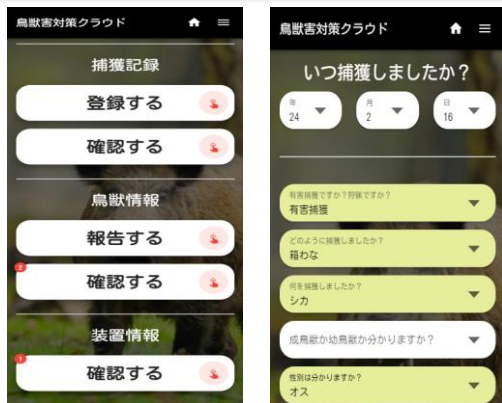 鳥獣害対策クラウド
捕獲記録
登録する
確認する
鳥獣情報
報告する
2
確認する
装置情報
1
確認する
鳥獣害対策クラウド
いつ捕獲しましたか？
年 月 日
24 2 16
有害捕獲ですか？狩猟ですか？
有害捕獲
どのように捕獲しましたか？
箱わな
何を捕獲しましたか？
シカ
成鳥獣か幼鳥獣か分かりますか？
性別は分かりますか？
オス